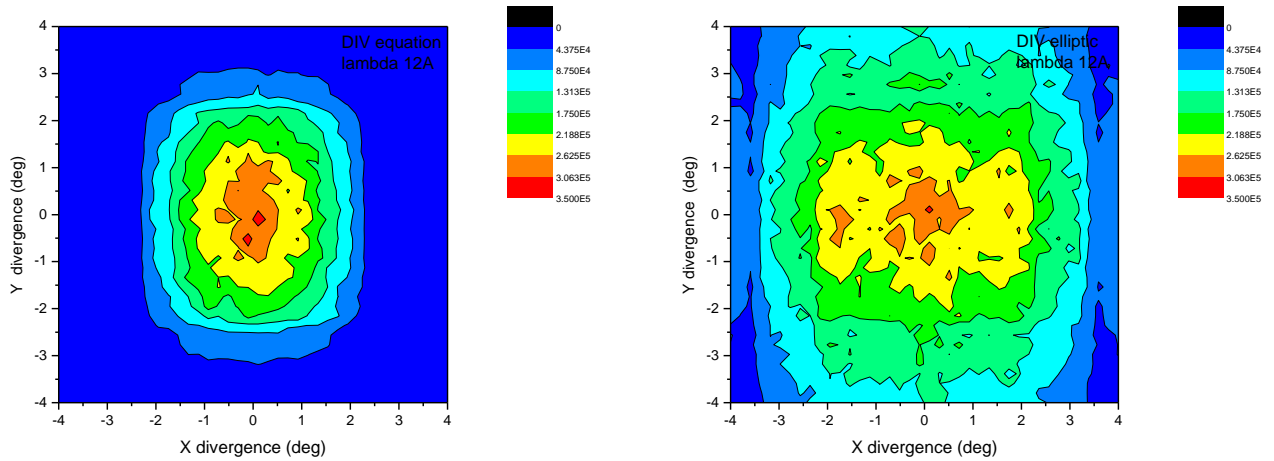 DIV equation
lambda 12A
4
3
2
1
0
-1
-2
-3
-4
Y divergence (deg)
-4
-3
-2
-1
0
1
2
3
4
X divergence (deg)
0
4.375E4
8.750E4
1.313E5
1.750E5
2.188E5
2.625E5
3.063E5
3.500E5
DIV elliptic
lambda 12A
4
3
2
1
0
-1
-2
-3
-4
Y divergence (deg)
-4
-3
-2
-1
0
1
2
3
4
X divergence (deg)
0
4.375E4
8.750E4
1.313E5
1.750E5
2.188E5
2.625E5
3.063E5
3.500E5